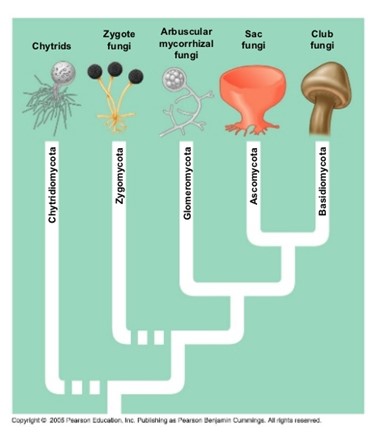 Chytrids
Zygote
fungi
Arbuscular
mycorrhizal
fungi
Sac
fungi
Club
fungi
Chytridiomycota
Zygomycota
Glomeromycota
Ascomycota
Basidiomycota
Copyright © 2005 Pearson Education, Inc. Publishing as Pearson Benjamin Cummings. All rights reserved.